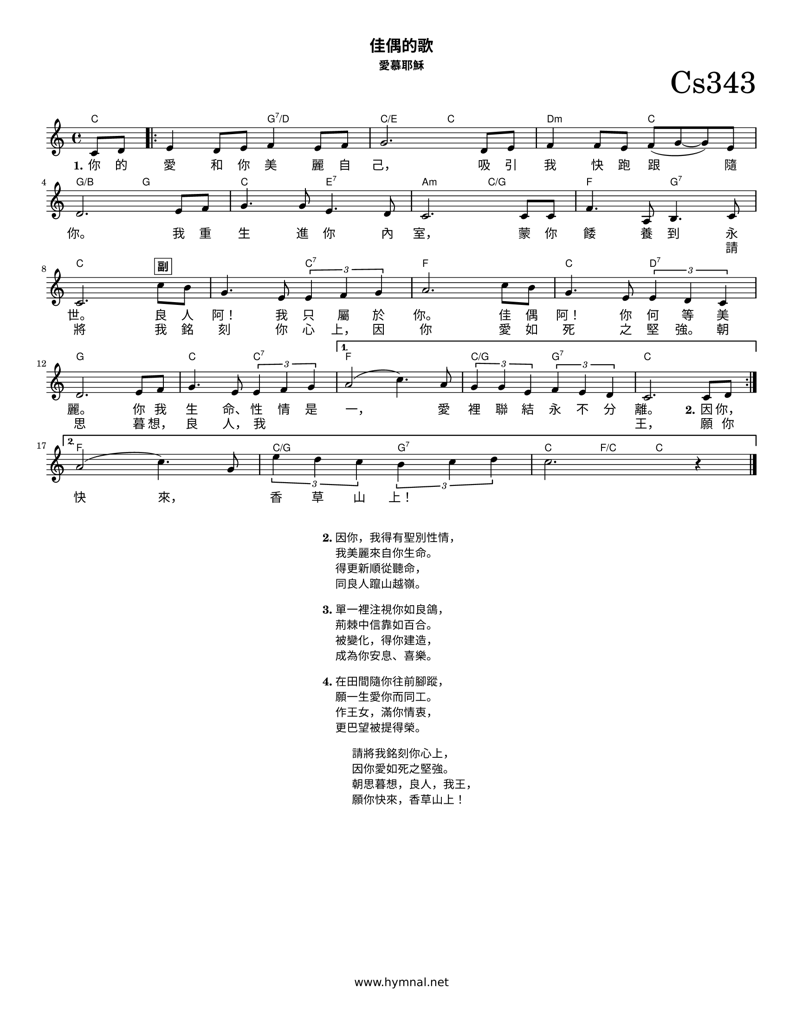 佳偶的歌
愛慕耶穌
Cs343
C G7/D C/E C Dm C
1. 你 的 愛 和 你 美 麗 自 己， 吸 引 我 快 跑 跟 隨
4 G/B G C E7 Am C/G F G7
你。 我 重 生 進 你 內 室， 蒙 你 餧 養 到 永
請
8 C 副 C7 3 F C D7 3
世。 良 人 阿！ 我 只 屬 於 你。 佳 偶 阿！ 你 何 等 美
將 我 銘 刻 你 心 上， 因 你 愛 如 死 之 堅 強。 朝
1.
12 G C C7 3 F C/G 3 G7 3 C
麗。 你 我 生 命、 性 情 是 一， 愛 裡 聯 結 永 不 分 離。 2. 因 你，
思 暮 想， 良 人， 我 王， 願 你
17 2. F C/G G7 C F/C C
3 3
快 來， 香 草 山 上！
2. 因你，我得有聖別性情，
我美麗來自你生命。
得更新順從聽命，
同良人躥山越嶺。
3. 單一裡注視你如良鴿，
荊棘中信靠如百合。
被變化，得你建造，
成為你安息、喜樂。
4. 在田間隨你往前腳蹤，
願一生愛你而同工。
作王女，滿你情衷，
更巴望被提得榮。
請將我銘刻你心上，
因你愛如死之堅強。
朝思暮想，良人，我王，
願你快來，香草山上！
www.hymnal.net